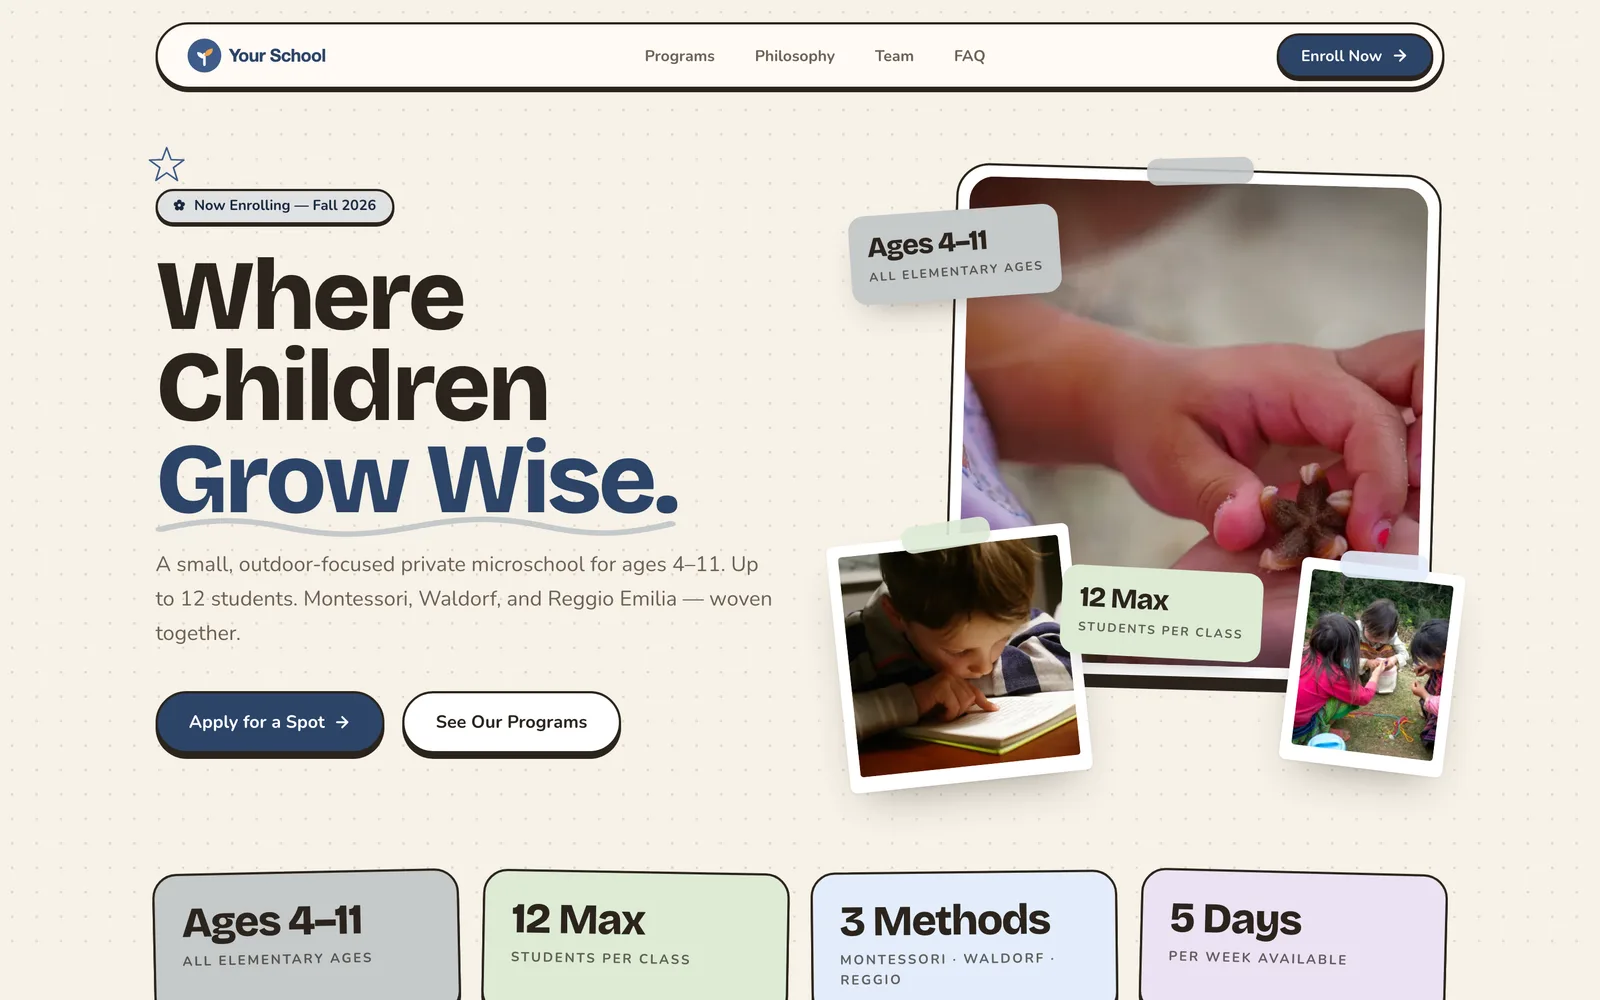 Your School
Programs
Philosophy
Team
FAQ
Enroll Now →
✿ Now Enrolling — Fall 2026
Where
Children
Grow Wise.
A small, outdoor-focused private microschool for ages 4–11. Up
to 12 students. Montessori, Waldorf, and Reggio Emilia — woven
together.
Apply for a Spot →
See Our Programs
Ages 4–11
ALL ELEMENTARY AGES
12 Max
STUDENTS PER CLASS
Ages 4–11
ALL ELEMENTARY AGES
12 Max
STUDENTS PER CLASS
3 Methods
MONTESSORI · WALDORF ·
REGGIO
5 Days
PER WEEK AVAILABLE